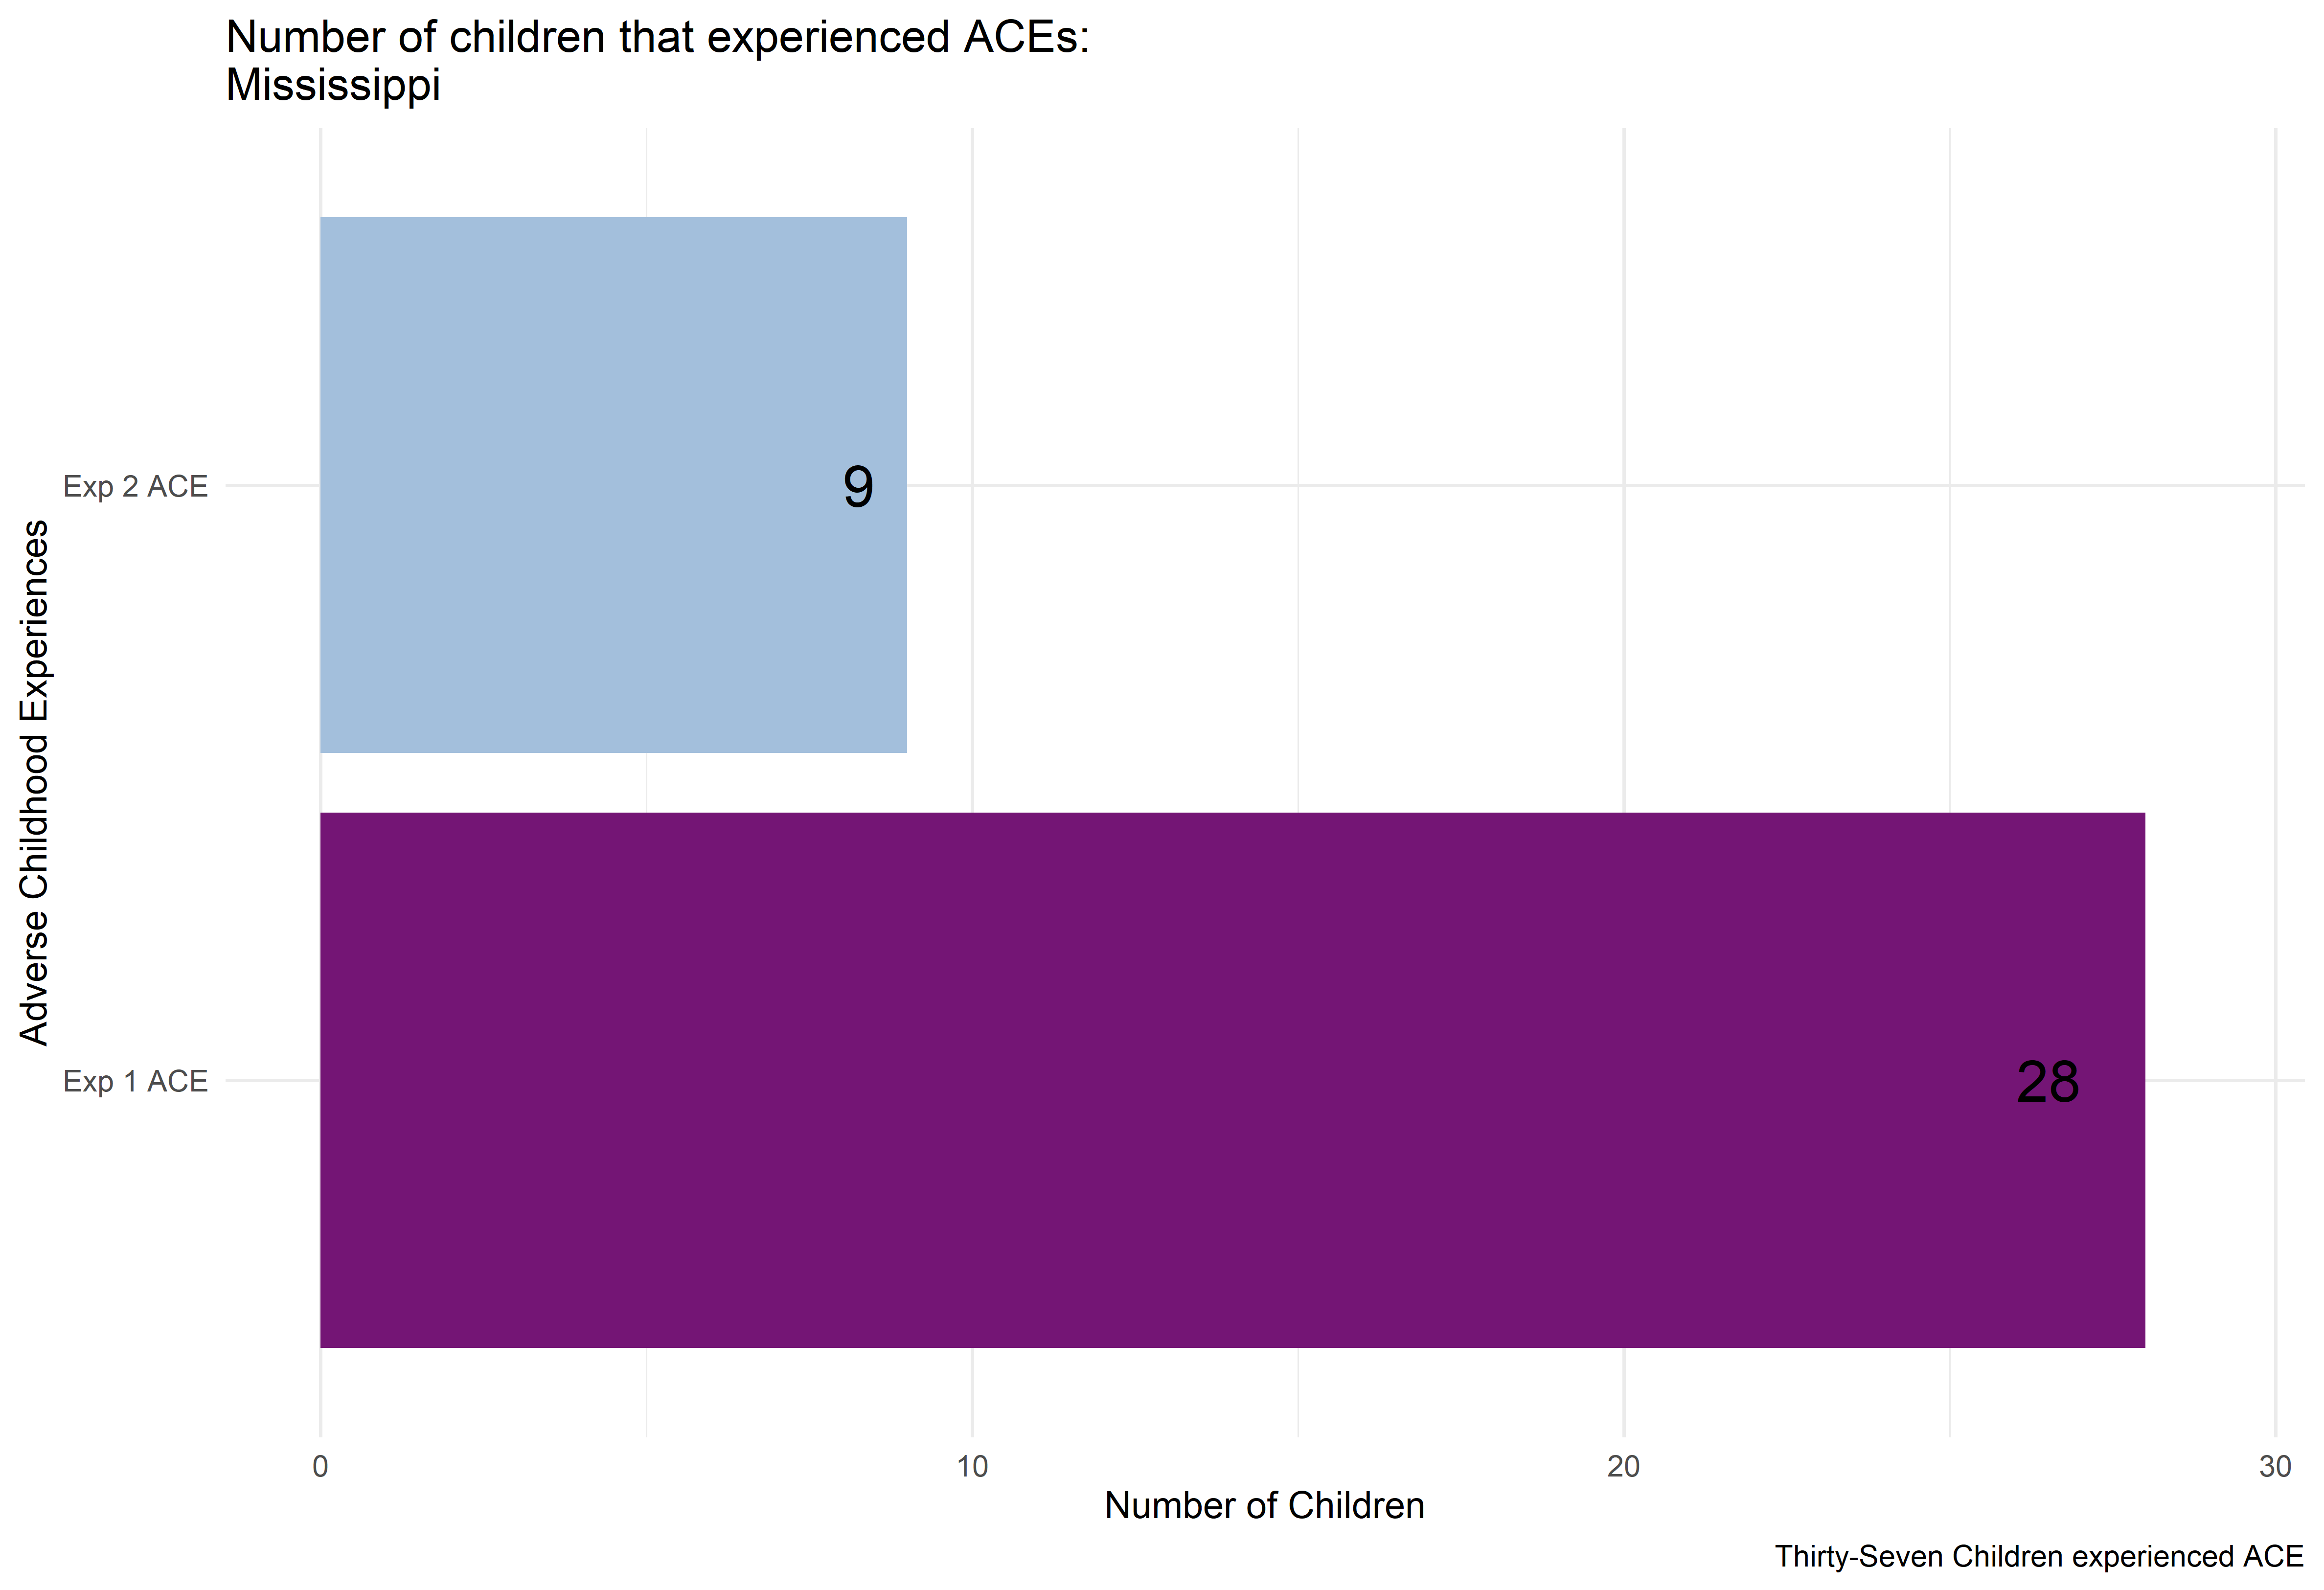 Number of children that experienced ACEs:
Mississippi
Adverse Childhood Experiences
Exp 2 ACE
9
Exp 1 ACE
28
0
10
20
30
Number of Children
Thirty-Seven Children experienced ACE